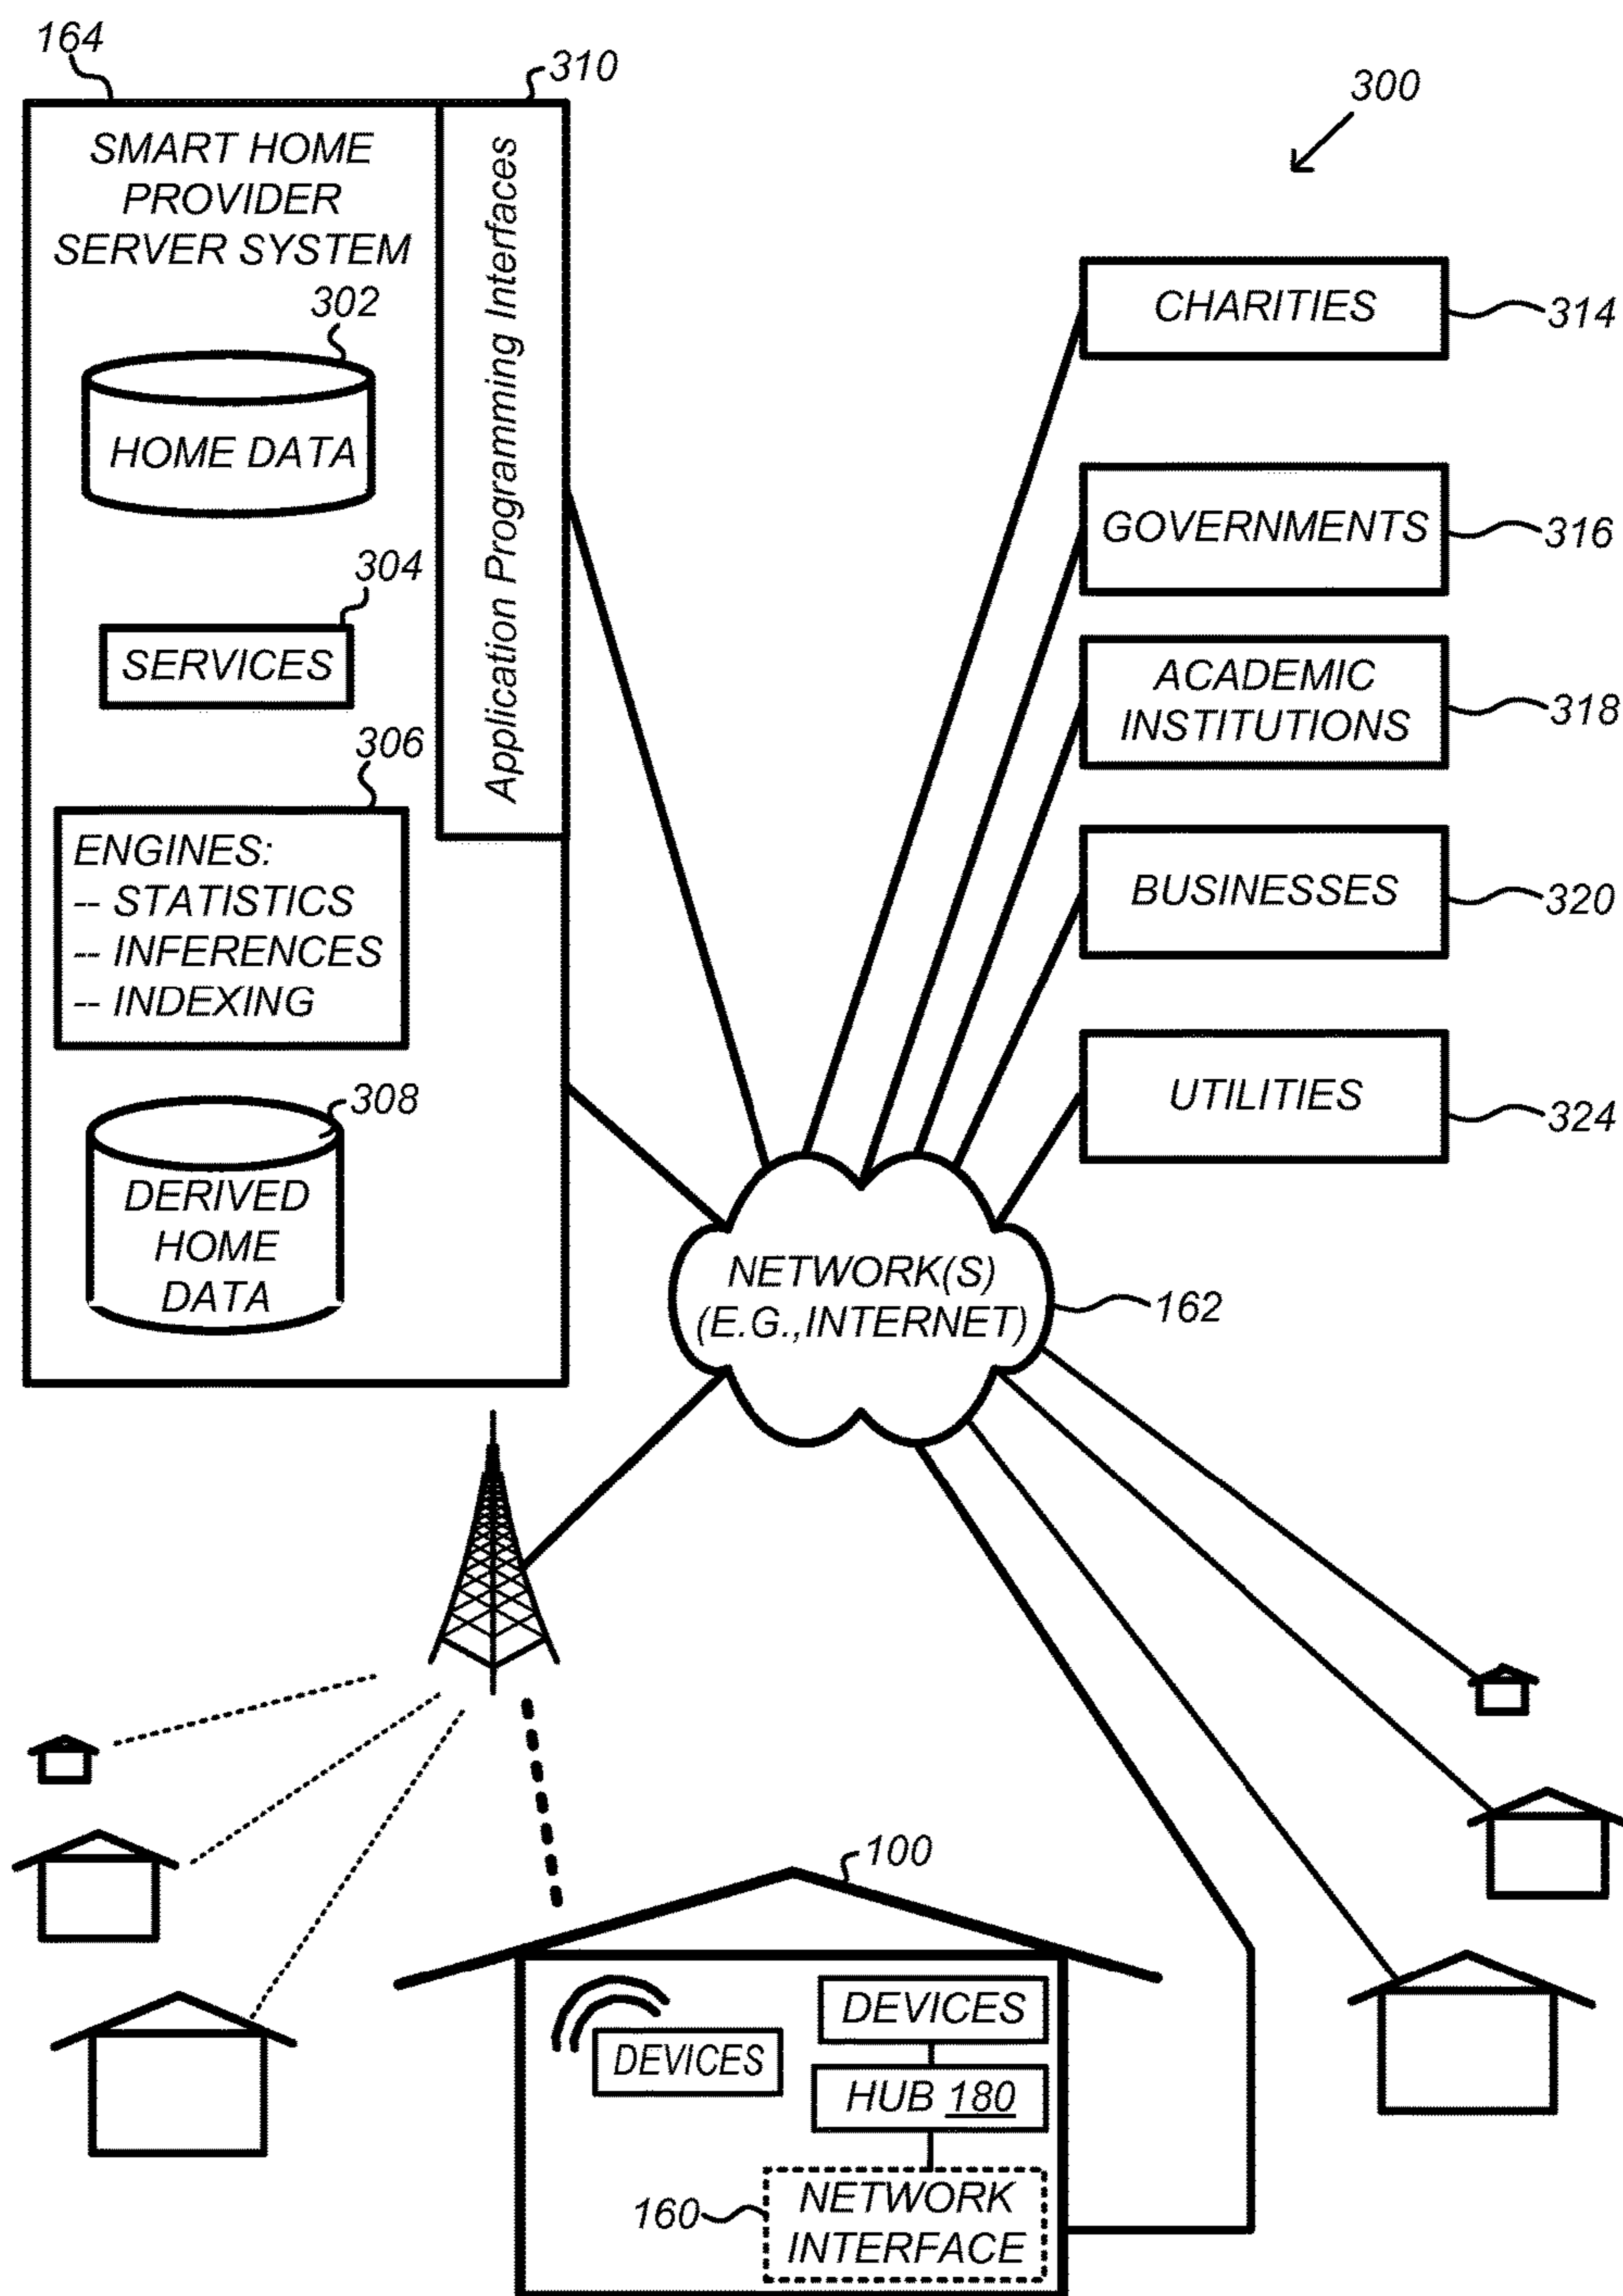 164
310
300
SMART HOME
PROVIDER
SERVER SYSTEM
Application Programming Interfaces
302
HOME DATA
304
SERVICES
306
ENGINES:
-- STATISTICS
-- INFERENCES
-- INDEXING
308
DERIVED
HOME
DATA
CHARITIES
314
GOVERNMENTS
316
ACADEMIC
INSTITUTIONS
318
BUSINESSES
320
UTILITIES
324
NETWORK(S)
(E.G.,INTERNET)
162
100
DEVICES
DEVICES
HUB 180
160
NETWORK
INTERFACE